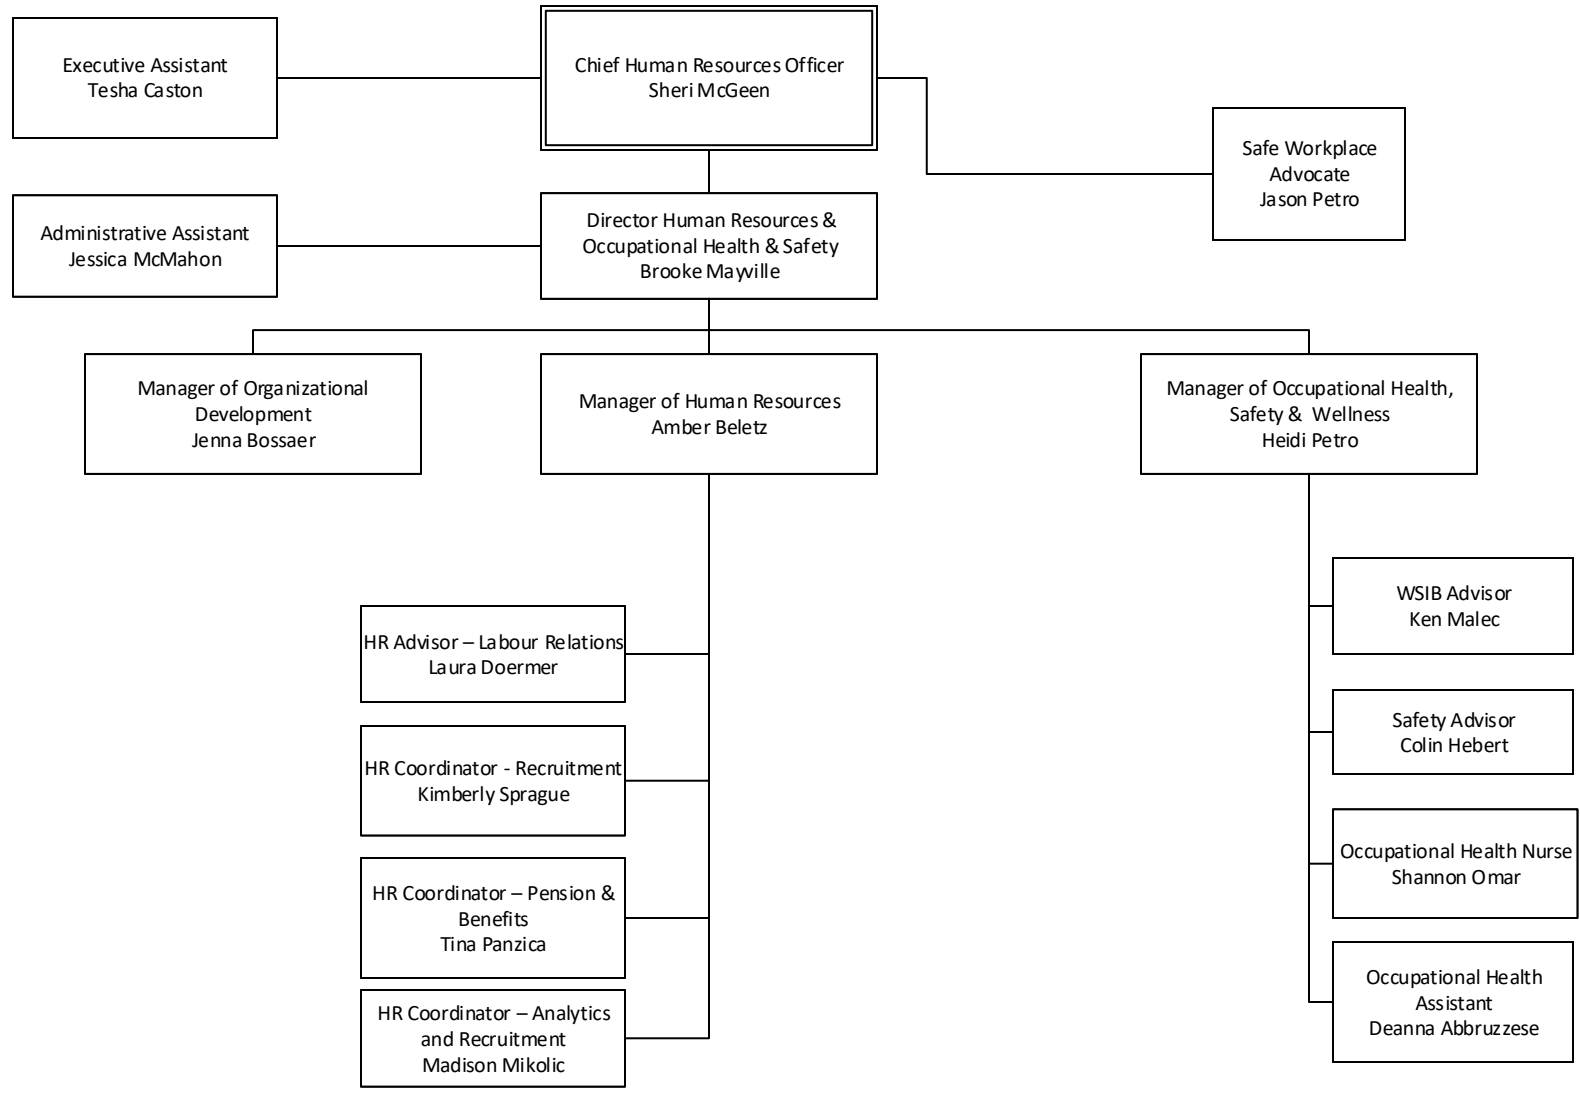 Executive Assistant
Tesha Caston
Chief Human Resources Officer
Sheri McGeen
Safe Workplace
Advocate
Jason Petro
Administrative Assistant
Jessica McMahon
Director Human Resources &
Occupational Health & Safety
Brooke Mayville
Manager of Organizational
Development
Jenna Bossaer
Manager of Human Resources
Amber Beletz
Manager of Occupational Health,
Safety & Wellness
Heidi Petro
HR Advisor – Labour Relations
Laura Doermer
HR Coordinator - Recruitment
Kimberly Sprague
HR Coordinator – Pension &
Benefits
Tina Panzica
HR Coordinator – Analytics
and Recruitment
Madison Mikolic
WSIB Advisor
Ken Malec
Safety Advisor
Colin Hebert
Occupational Health Nurse
Shannon Omar
Occupational Health
Assistant
Deanna Abbruzzese